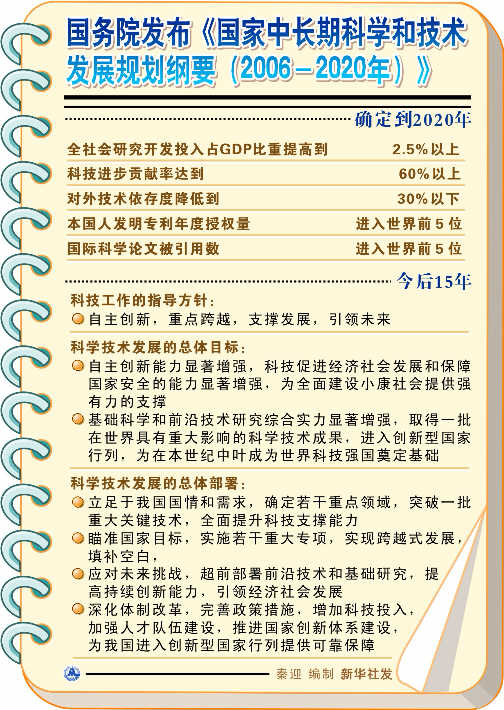 国务院发布《国家中长期科学和技术
发展规划纲要（2006－2020年）》
确定到2020年
全社会研究开发投入占GDP比重提高到 2.5%以上
科技进步贡献率达到 60%以上
对外技术依存度降低到 30%以下
本国人发明专利年度授权量 进入世界前5位
国际科学论文被引用数 进入世界前5位
今后15年
科技工作的指导方针：
自主创新，重点跨越，支撑发展，引领未来
科学技术发展的总体目标：
自主创新能力显著增强，科技促进经济社会发展和保障
国家安全的能力显著增强，为全面建设小康社会提供强
有力的支撑
基础科学和前沿技术研究综合实力显著增强，取得一批
在世界具有重大影响的科学技术成果，进入创新型国家
行列，为在本世纪中叶成为世界科技强国奠定基础
科学技术发展的总体部署：
立足于我国国情和需求，确定若干重点领域，突破一批
重大关键技术，全面提升科技支撑能力
瞄准国家目标，实施若干重大专项，实现跨越式发展，
填补空白，
应对未来挑战，超前部署前沿技术和基础研究，提
高持续创新能力，引领经济社会发展
深化体制改革，完善政策措施，增加科技投入，
加强人才队伍建设，推进国家创新体系建设，
为我国进入创新型国家行列提供可靠保障
秦迎 编制 新华社发